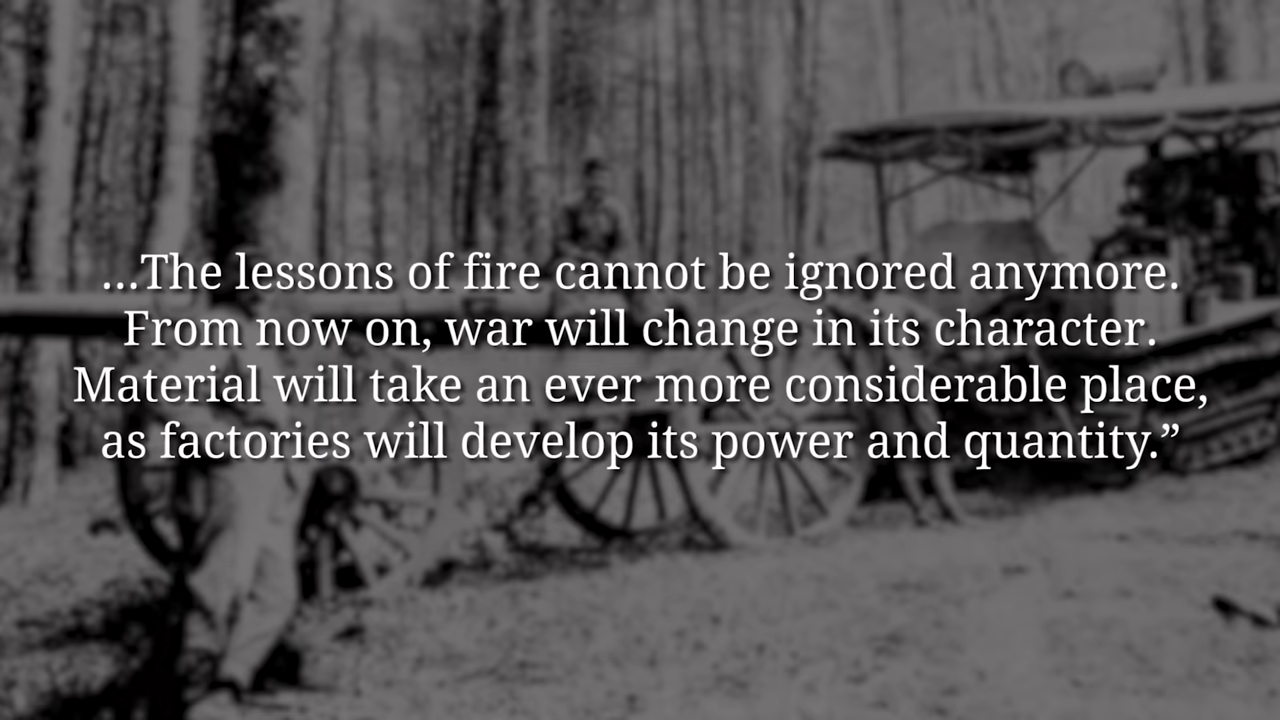 …The lessons of fire cannot be ignored anymore.
From now on, war will change in its character.
Material will take an ever more considerable place,
as factories will develop its power and quantity.”